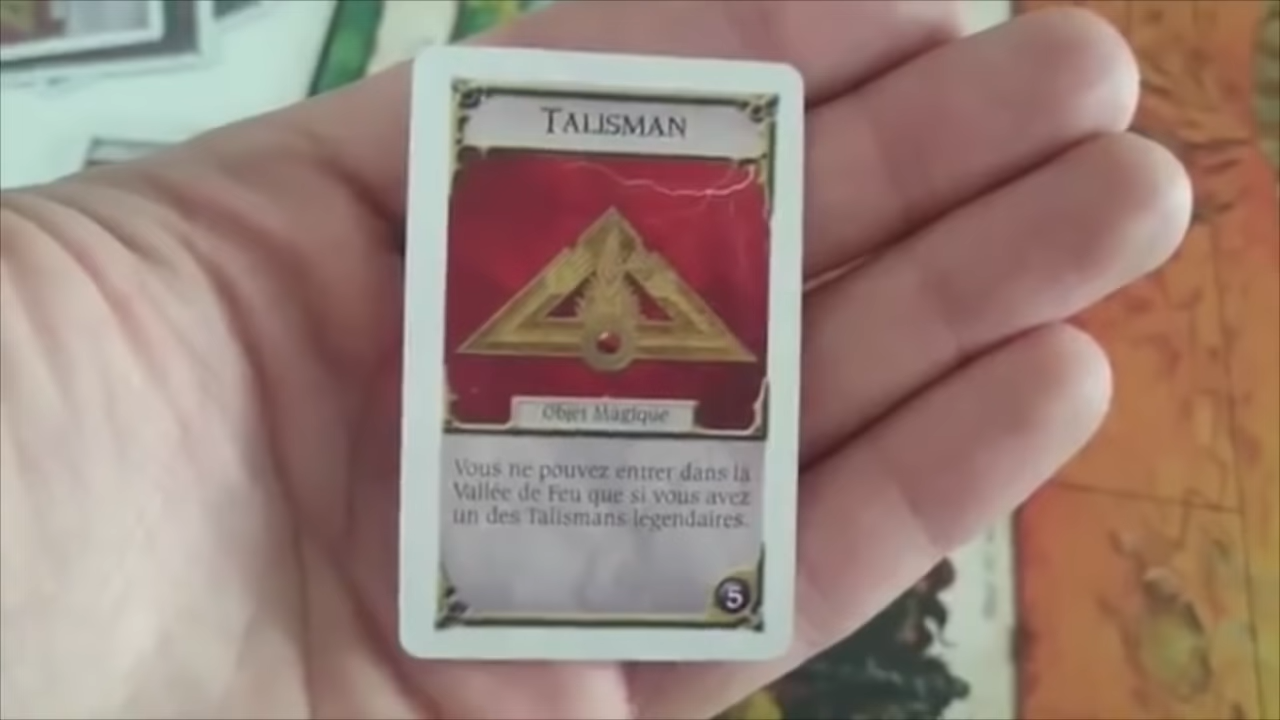 TALISMAN
Objet Magique
Vous ne pouvez entrer dans la
Vallée de Feu que si vous avez
un des Talismans légendaires.
5